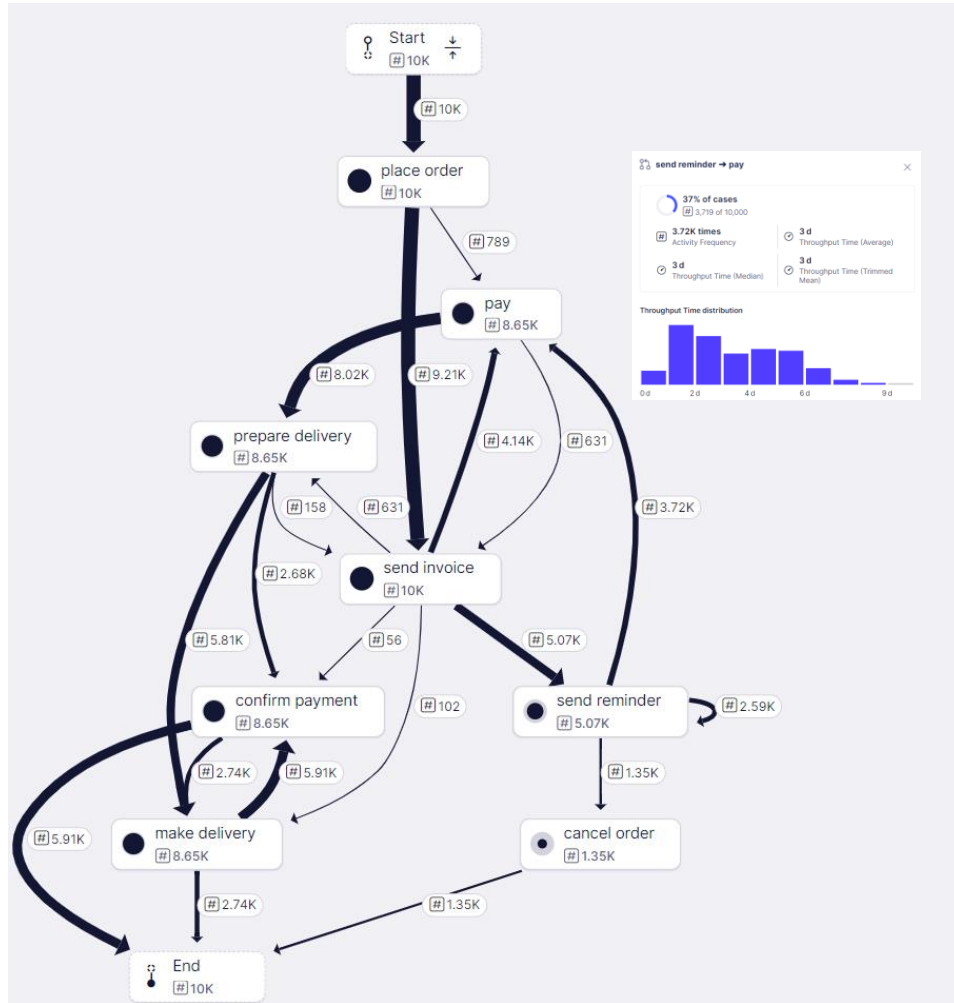 Start
# 10K
# 10K
place order
# 10K
# 789
pay
# 8.65K
# 8.02K
# 9.21K
prepare delivery
# 8.65K
# 4.14K
# 631
# 158
# 631
# 3.72K
send invoice
# 10K
# 2.68K
# 5.81K
# 56
# 5.07K
confirm payment
# 8.65K
# 102
send reminder
# 5.07K
# 2.59K
# 2.74K
# 5.91K
# 1.35K
# 5.91K
make delivery
# 8.65K
cancel order
# 1.35K
# 2.74K
# 1.35K
End
# 10K
send reminder → pay
37% of cases
# 3,719 of 10,000
# 3.72K times
Activity Frequency
3 d
Throughput Time (Average)
3 d
Throughput Time (Median)
3 d
Throughput Time (Trimmed
Mean)
Throughput Time distribution
0 d 2 d 4 d 6 d 9 d